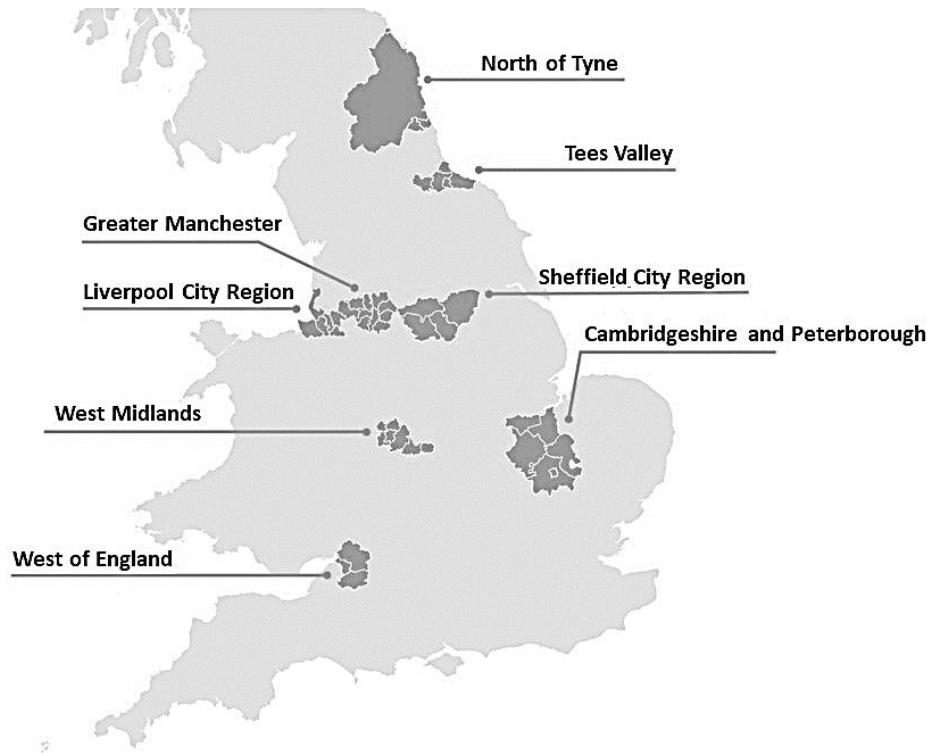 North of Tyne
Tees Valley
Greater Manchester
Sheffield City Region
Liverpool City Region
Cambridgeshire and Peterborough
West Midlands
West of England